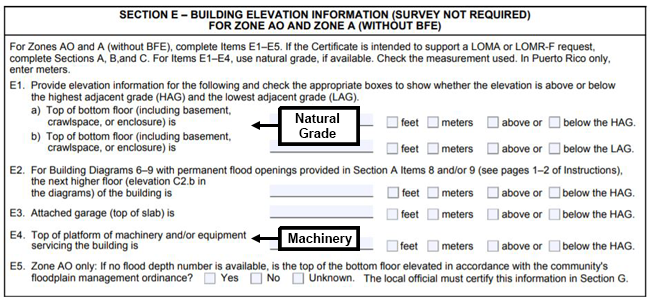 SECTION E – BUILDING ELEVATION INFORMATION (SURVEY NOT REQUIRED)
FOR ZONE AO AND ZONE A (WITHOUT BFE)
For Zones AO and A (without BFE), complete Items E1–E5. If the Certificate is intended to support a LOMA or LOMR-F request,
complete Sections A, B,and C. For Items E1–E4, use natural grade, if available. Check the measurement used. In Puerto Rico only,
enter meters.
E1. Provide elevation information for the following and check the appropriate boxes to show whether the elevation is above or below
the highest adjacent grade (HAG) and the lowest adjacent grade (LAG).
a) Top of bottom floor (including basement,
crawlspace, or enclosure) is Natural Grade feet meters above or below the HAG.
b) Top of bottom floor (including basement,
crawlspace, or enclosure) is feet meters above or below the LAG.
E2. For Building Diagrams 6–9 with permanent flood openings provided in Section A Items 8 and/or 9 (see pages 1–2 of Instructions),
the next higher floor (elevation C2.b in
the diagrams) of the building is feet meters above or below the HAG.
E3. Attached garage (top of slab) is feet meters above or below the HAG.
E4. Top of platform of machinery and/or equipment
servicing the building is Machinery feet meters above or below the HAG.
E5. Zone AO only: If no flood depth number is available, is the top of the bottom floor elevated in accordance with the community's
floodplain management ordinance? Yes No Unknown. The local official must certify this information in Section G.